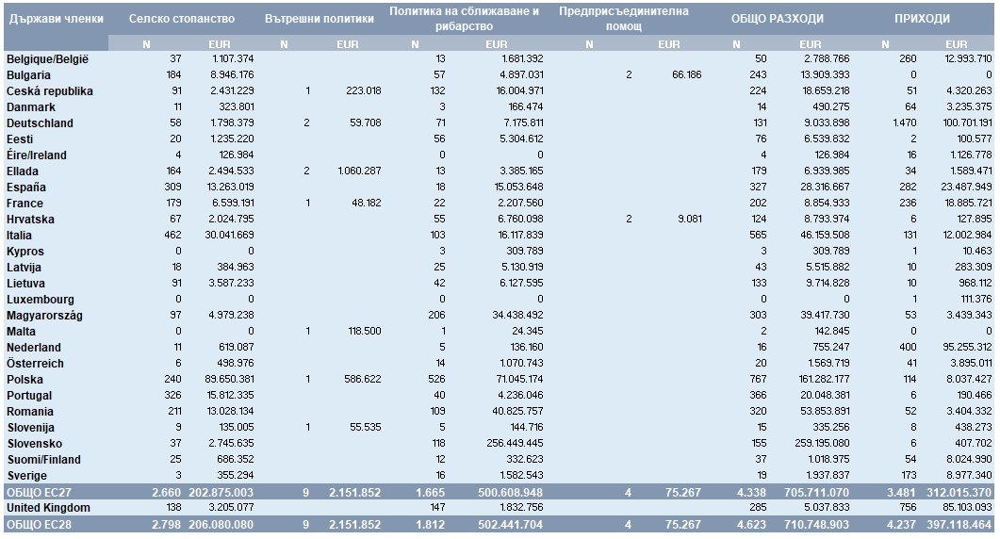 Държави членки Селско стопанство Вътрешни политики Политика на сближаване и рибарство Предприсъединителна помощ ОБЩО РАЗХОДИ ПРИХОДИ
N EUR N EUR N EUR N EUR N EUR N EUR
Belgique/België 37 1.107.374 13 1.681.392 50 2.788.766 260 12.993.710
Bulgaria 184 8.946.176 57 4.897.031 2 66.186 243 13.909.393 0 0
Ceská republika 91 2.431.229 1 223.018 132 16.004.971 224 18.659.218 51 4.320.263
Danmark 11 323.801 3 166.474 14 490.275 64 3.235.375
Deutschland 58 1.798.379 2 59.708 71 7.175.811 131 9.033.898 1.470 100.701.191
Eesti 20 1.235.220 56 5.304.612 76 6.539.832 2 100.577
Éire/Ireland 4 126.984 0 0 4 126.984 16 1.126.778
Ellada 164 2.494.533 2 1.060.287 13 3.385.165 179 6.939.985 34 1.589.471
España 309 13.263.019 18 15.053.648 327 28.316.667 282 23.487.949
France 179 6.599.191 1 48.182 22 2.207.560 202 8.854.933 236 18.885.721
Hrvatska 67 2.024.795 55 6.760.098 2 9.081 124 8.793.974 6 127.895
Italia 462 30.041.669 103 16.117.839 565 46.159.508 131 12.002.984
Kypros 0 0 3 309.789 3 309.789 1 10.463
Latvija 18 384.963 25 5.130.919 43 5.515.882 10 283.309
Lietuva 91 3.587.233 42 6.127.595 133 9.714.828 10 968.112
Luxembourg 0 0 0 0 0 0 1 111.376
Magyarország 97 4.979.238 206 34.438.492 303 39.417.730 53 3.439.343
Malta 0 0 1 118.500 1 24.345 2 142.845 0 0
Nederland 11 619.087 5 136.160 16 755.247 400 95.255.312
Österreich 6 498.976 14 1.070.743 20 1.569.719 41 3.895.011
Polska 240 89.650.381 1 586.622 526 71.045.174 767 161.282.177 114 8.037.427
Portugal 326 15.812.335 40 4.236.046 366 20.048.381 6 190.466
Romania 211 13.028.134 109 40.825.757 320 53.853.891 52 3.404.332
Slovenija 9 135.005 1 55.535 5 144.716 15 335.256 8 438.273
Slovensko 37 2.745.635 118 256.449.445 155 259.195.080 6 407.702
Suomi/Finland 25 686.352 12 332.623 37 1.018.975 54 8.024.990
Sverige 3 355.294 16 1.582.543 19 1.937.837 173 8.977.340
ОБЩО ЕС27 2.660 202.875.003 9 2.151.852 1.665 500.608.948 4 75.267 4.338 705.711.070 3.481 312.015.370
United Kingdom 138 3.205.077 147 1.832.756 285 5.037.833 756 85.103.093
ОБЩО ЕС28 2.798 206.080.080 9 2.151.852 1.812 502.441.704 4 75.267 4.623 710.748.903 4.237 397.118.464